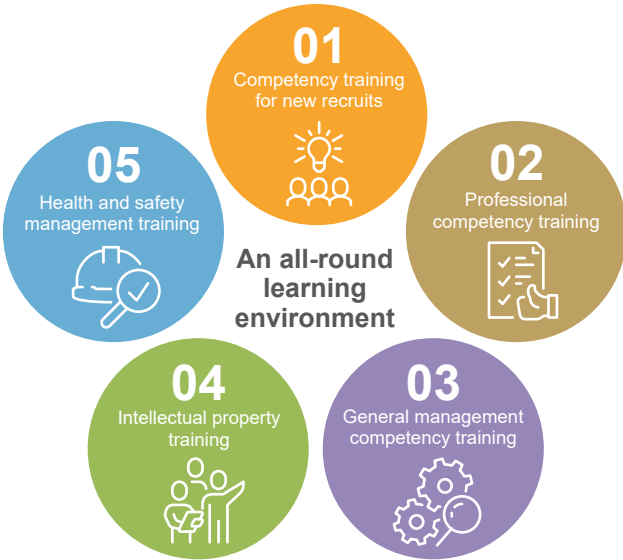 01
Competency training
for new recruits
02
Professional
competency training
03
General management
competency training
04
Intellectual property
training
05
Health and safety
management training
An all-round
learning
environment